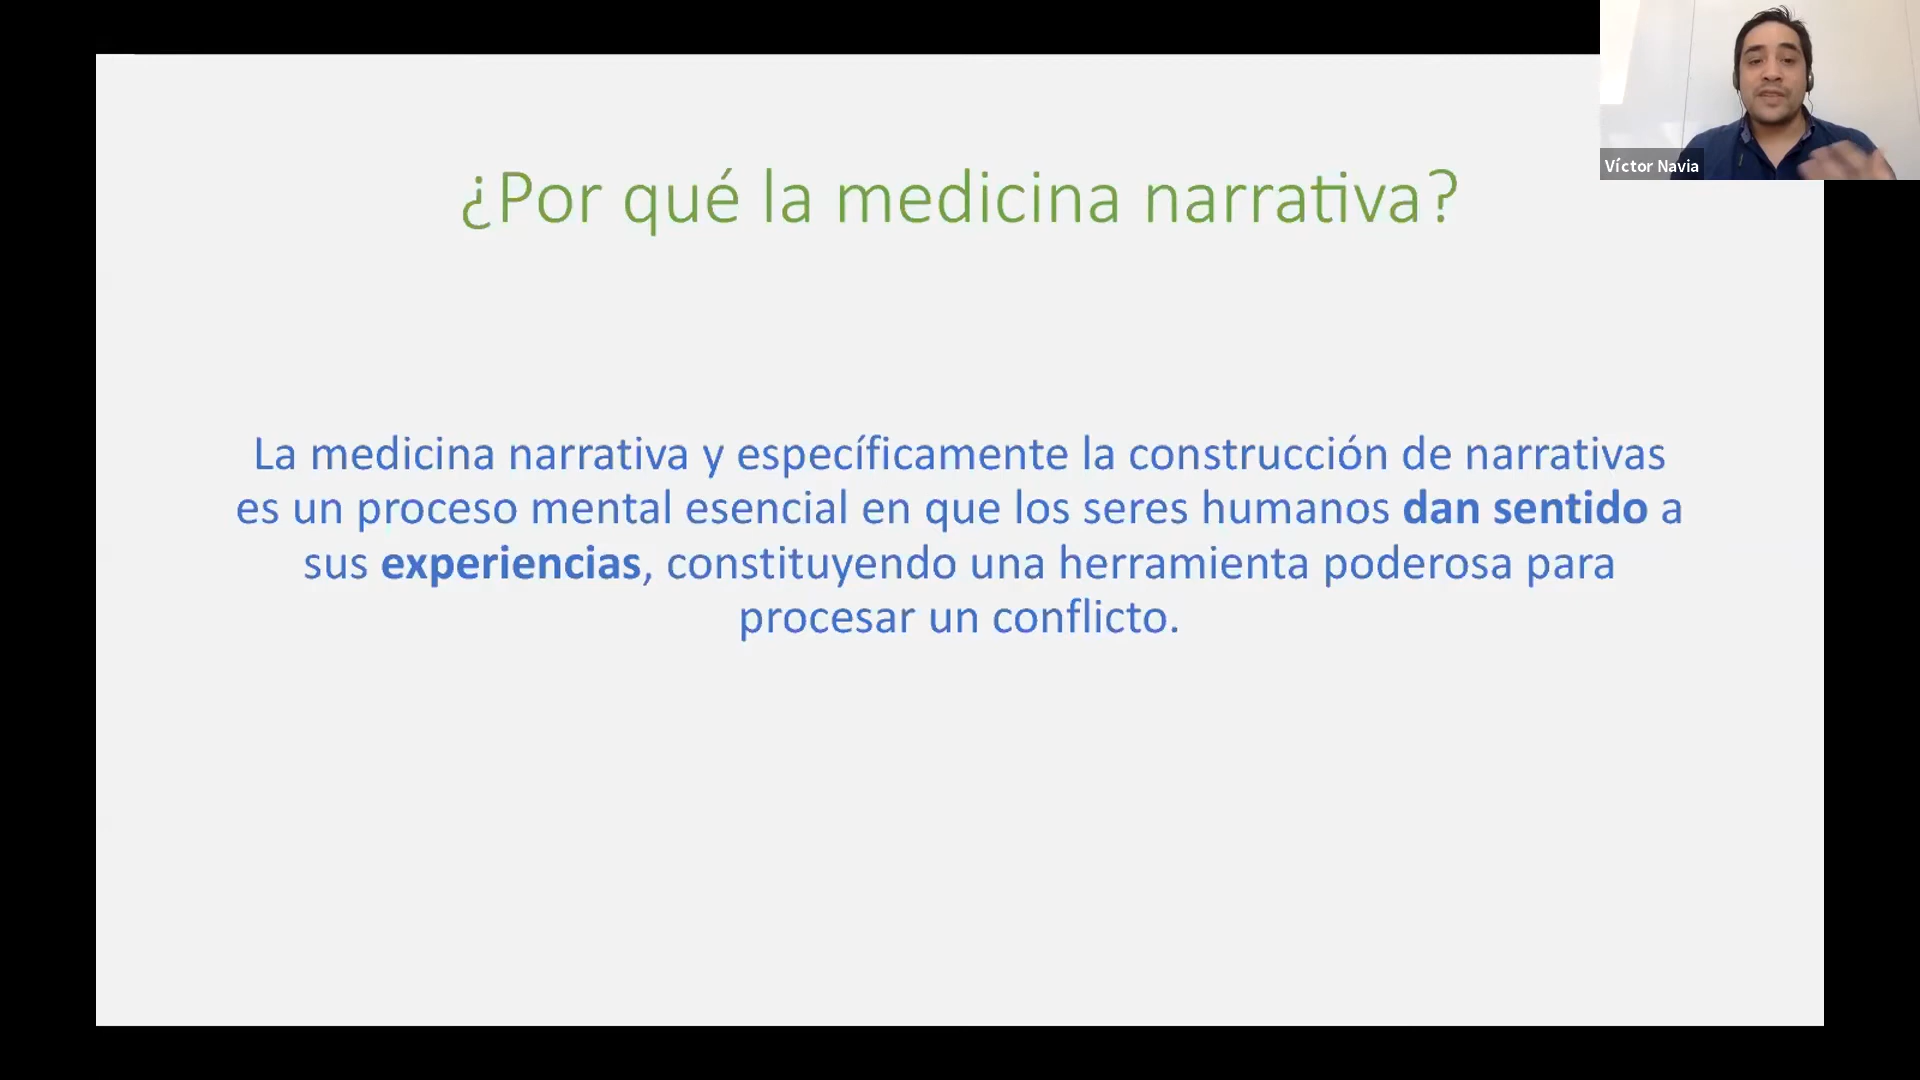 ¿Por qué la medicina narrativa?
La medicina narrativa y específicamente la construcción de narrativas
es un proceso mental esencial en que los seres humanos dan sentido a
sus experiencias, constituyendo una herramienta poderosa para
procesar un conflicto.
Víctor Navia